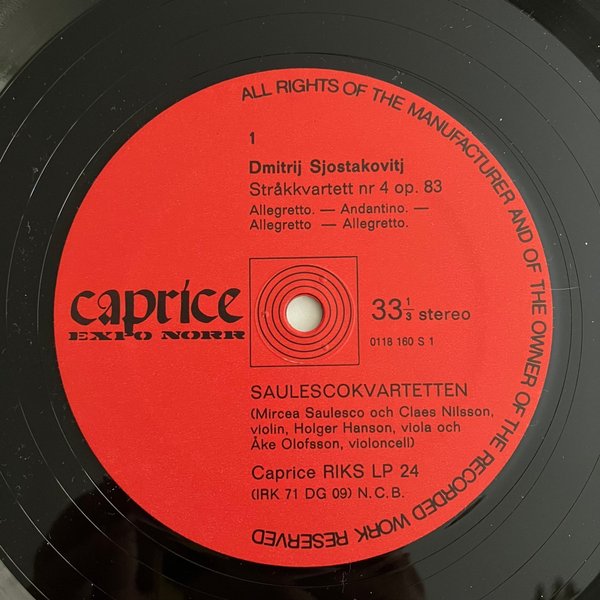 ALL RIGHTS OF THE MANUFACTURER AND OF THE OWNER OF THE RECORDED WORK RESERVED
1
Dmitrij Sjostakovitj
Stråkkvartett nr 4 op. 83
Allegretto. — Andantino. —
Allegretto — Allegretto.
caprice
EXPO NORR
33 1/3 stereo
0118 160 S 1
SAULESCOKVARTETTEN
(Mircea Saulesco och Claes Nilsson,
violin, Holger Hanson, viola och
Åke Olofsson, violoncell)
Caprice RIKS LP 24
(IRK 71 DG 09) N.C.B.